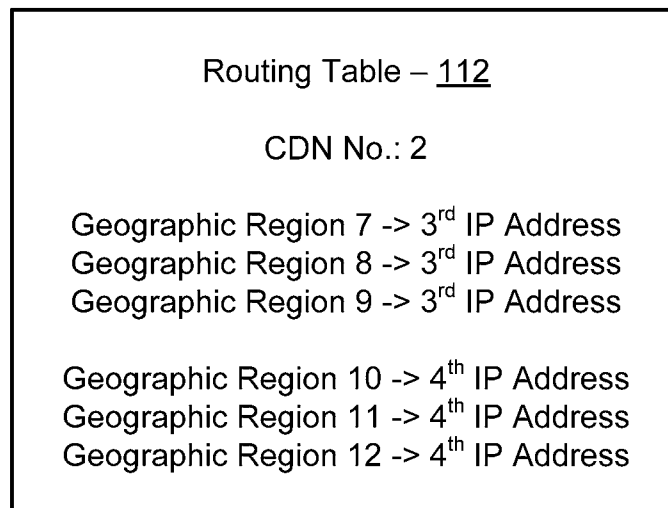 Routing Table – 112
CDN No.: 2
Geographic Region 7 -> 3rd IP Address
Geographic Region 8 -> 3rd IP Address
Geographic Region 9 -> 3rd IP Address
Geographic Region 10 -> 4th IP Address
Geographic Region 11 -> 4th IP Address
Geographic Region 12 -> 4th IP Address